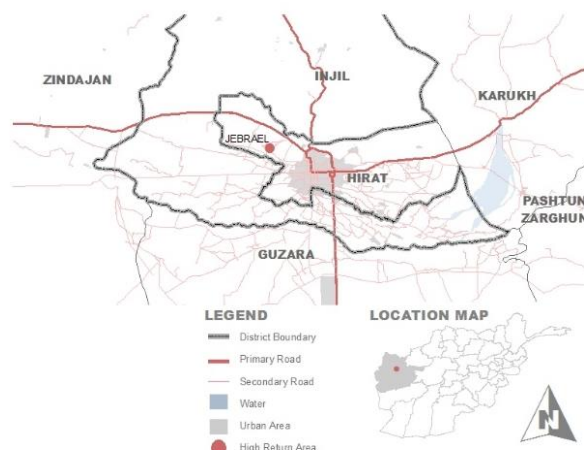 ZINDAJAN
INJIL
KARUKH
JEBRAEL
HIRAT
PASHTUN
ZARGHUN
GUZARA
LEGEND
District Boundary
Primary Road
Secondary Road
Water
Urban Area
High Return Area
LOCATION MAP
N